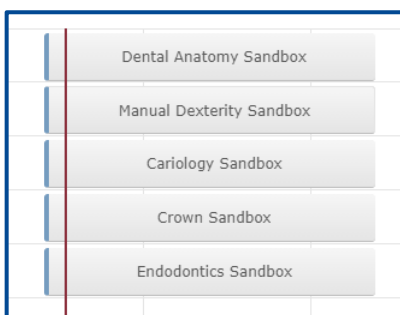 Dental Anatomy Sandbox
Manual Dexterity Sandbox
Cariology Sandbox
Crown Sandbox
Endodontics Sandbox